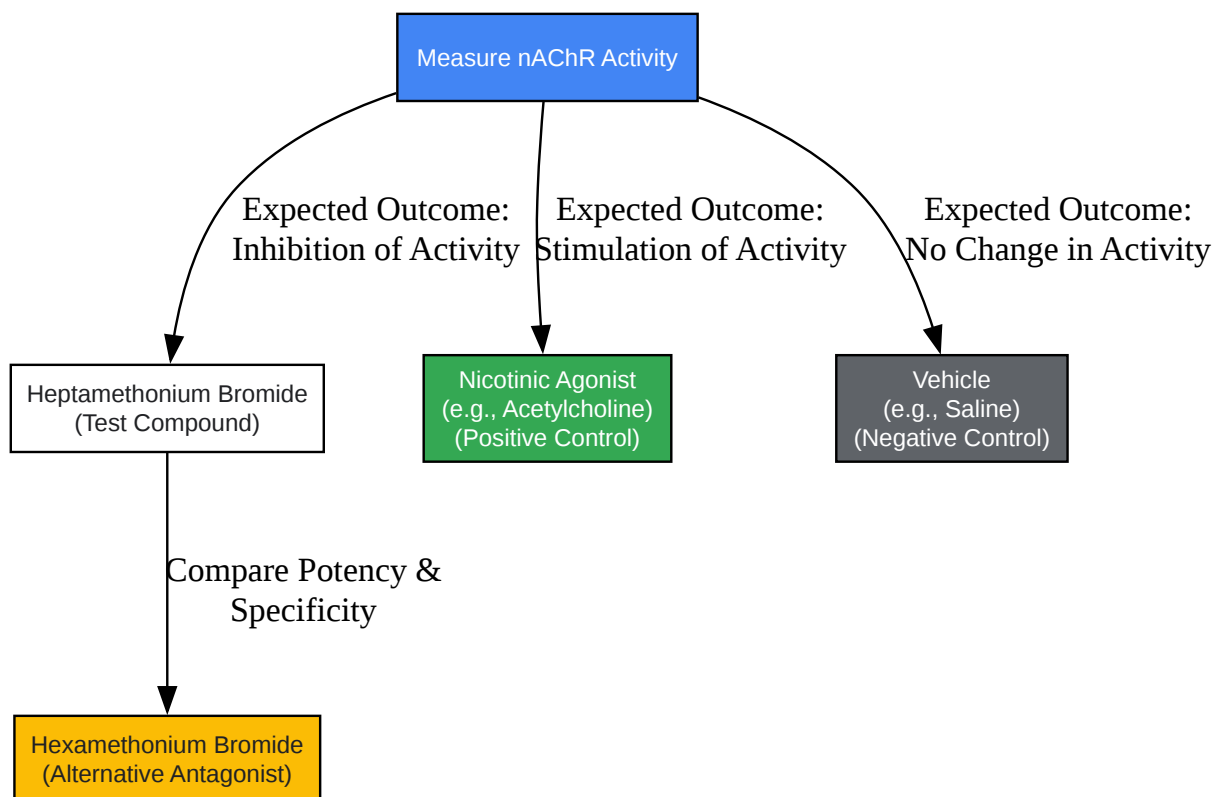 Measure nAChR Activity
Expected Outcome:
Inhibition of Activity
Expected Outcome:
Stimulation of Activity
Expected Outcome:
No Change in Activity
Heptamethonium Bromide
(Test Compound)
Nicotinic Agonist
(e.g., Acetylcholine)
(Positive Control)
Vehicle
(e.g., Saline)
(Negative Control)
Compare Potency &
Specificity
Hexamethonium Bromide
(Alternative Antagonist)